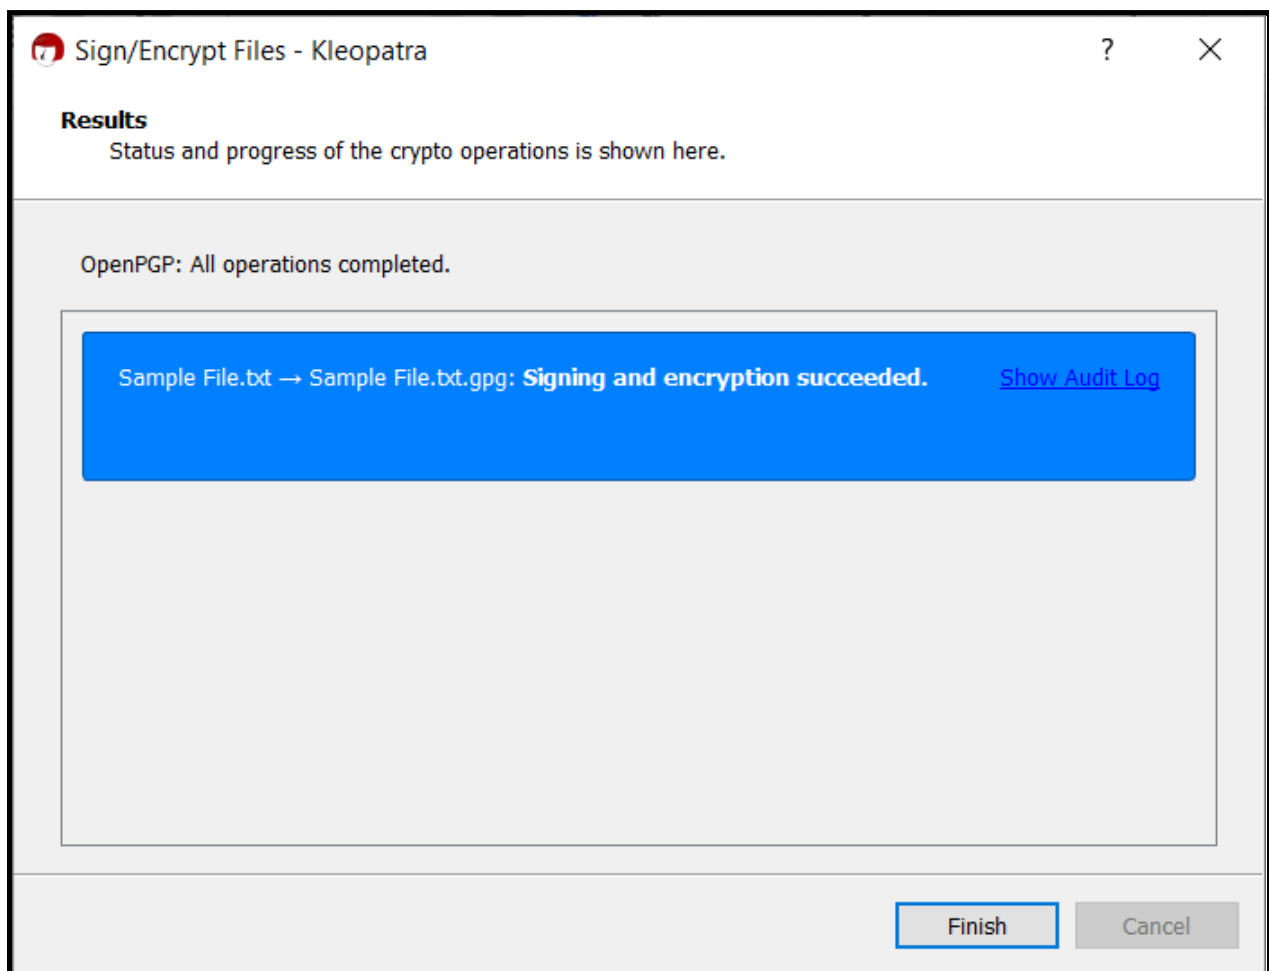 Sign/Encrypt Files - Kleopatra
?
Results
Status and progress of the crypto operations is shown here.
OpenPGP: All operations completed.
Sample File.txt → Sample File.txt.gpg: Signing and encryption succeeded. Show Audit Log
Finish Cancel